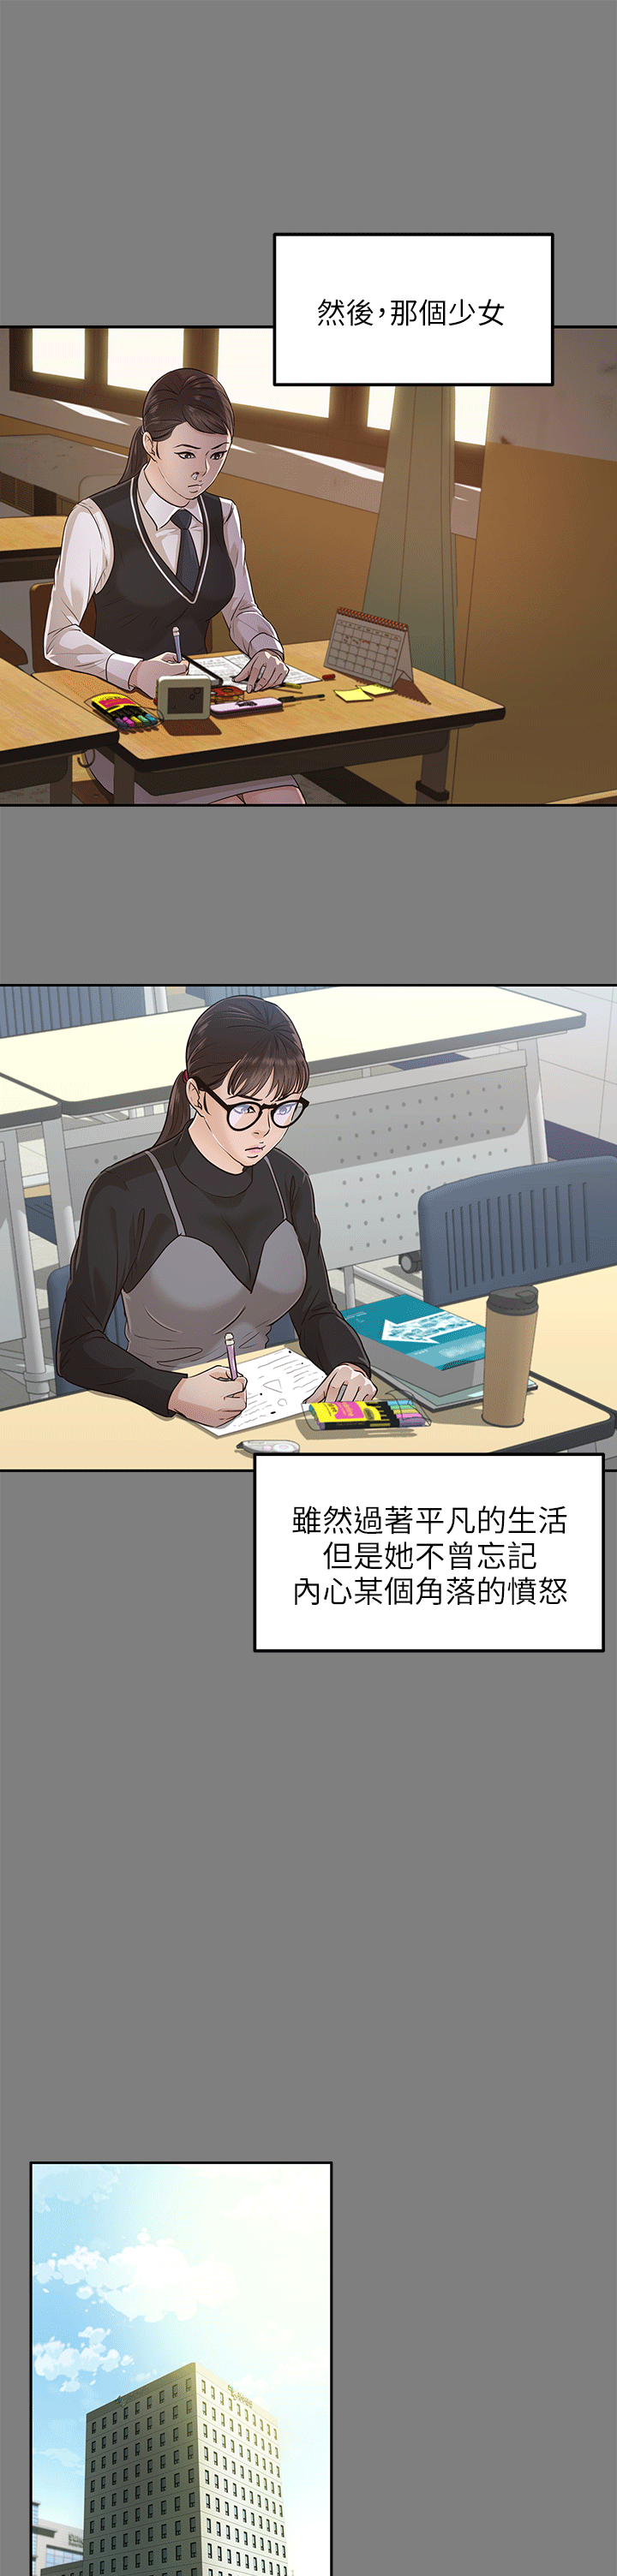 然後，那個少女
雖然過著平凡的生活
但是她不曾忘記
內心某個角落的憤怒